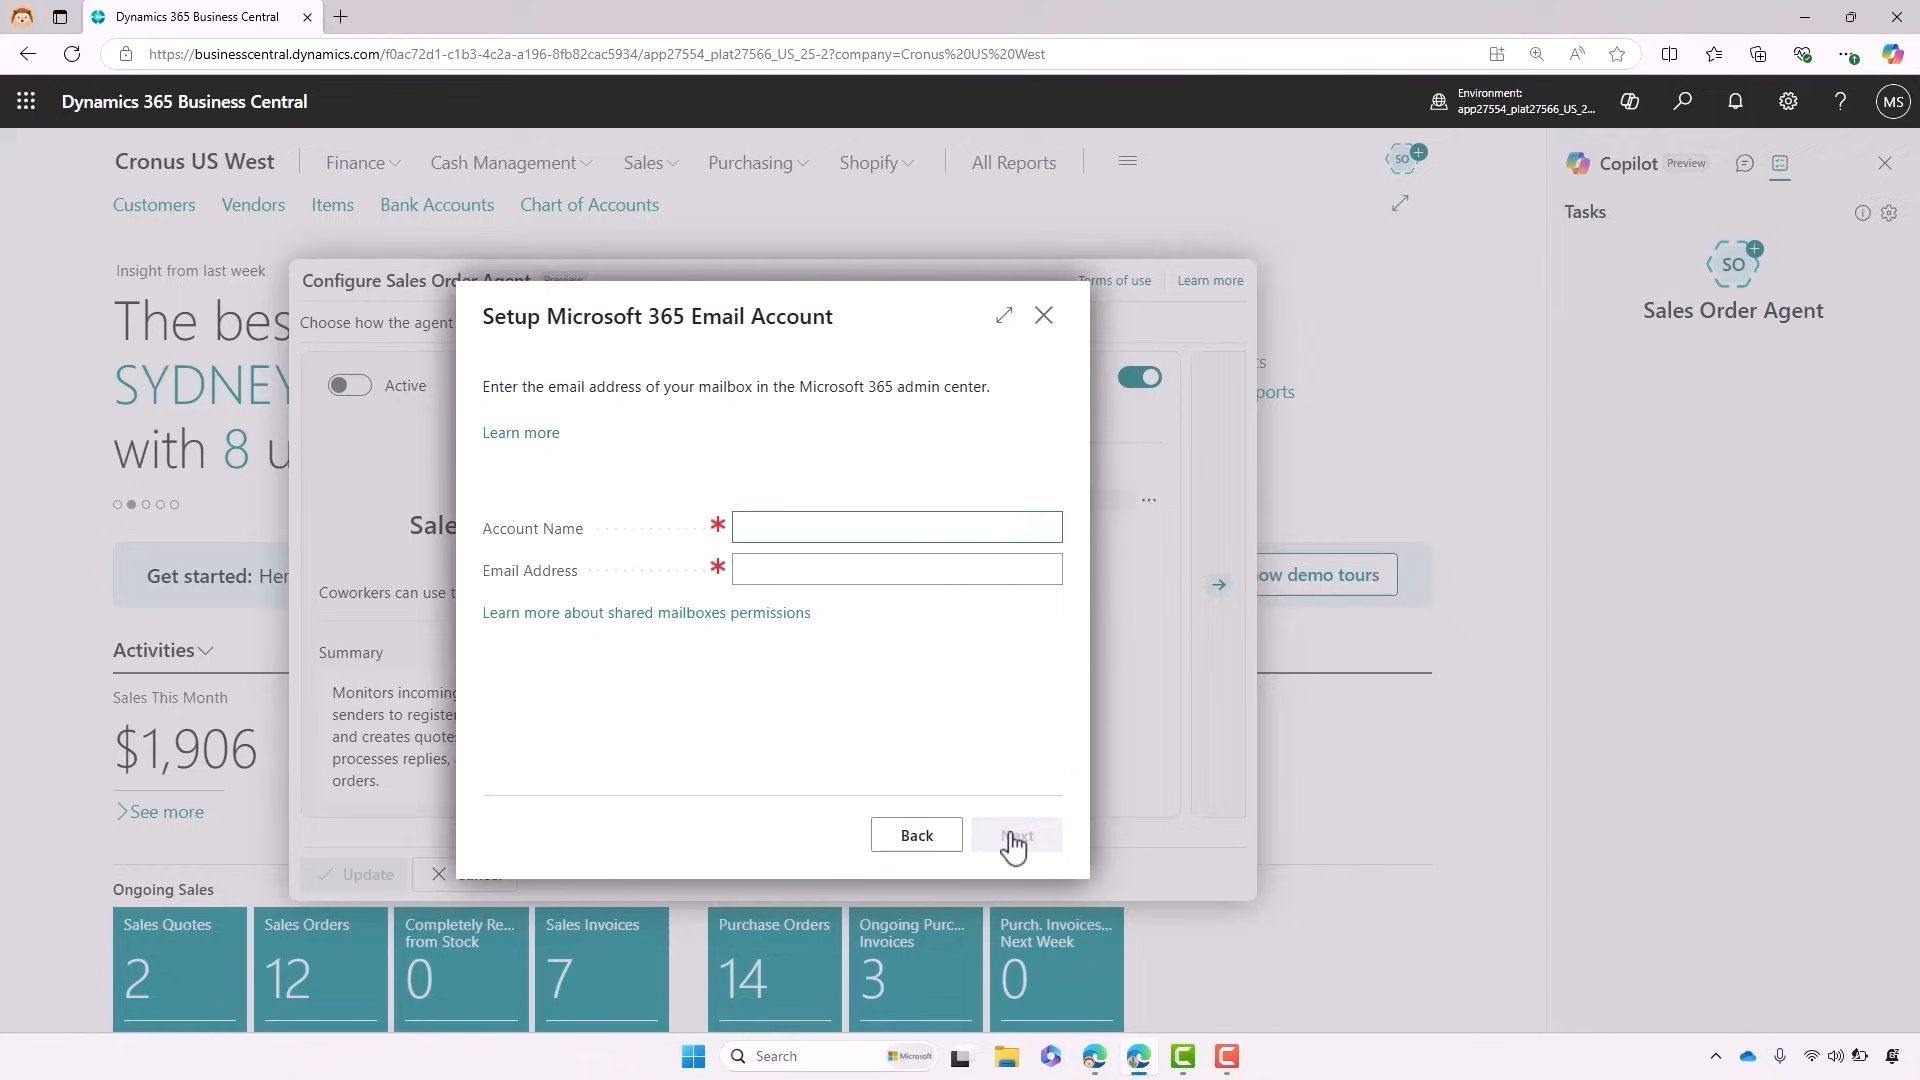 Dynamics 365 Business Central
https://businesscentral.dynamics.com/f0ac72d1-c1b3-4c2a-a196-8fb82cac5934/app27554_plat27566_US_25-2?company=Cronus%20US%20West
Dynamics 365 Business Central
Environment:
app27554_plat27566_US_2...
MS
Cronus US West
Finance
Cash Management
Sales
Purchasing
Shopify
All Reports
SO
Customers
Vendors
Items
Bank Accounts
Chart of Accounts
Copilot
Preview
Tasks
SO
Sales Order Agent
Insight from last week
The bes
SYDNEY
with 8 u
Configure Sales Order Agent
Preview
Terms of use
Learn more
Choose how the agent
Active
Sale
Coworkers can use t
Summary
Monitors incoming
senders to register
and creates quote
processes replies,
orders.
Update
Setup Microsoft 365 Email Account
Enter the email address of your mailbox in the Microsoft 365 admin center.
Learn more
Account Name
Email Address
Learn more about shared mailboxes permissions
Back
Next
ports
Get started: Her
ow demo tours
Activities
Sales This Month
$1,906
See more
Ongoing Sales
Sales Quotes
2
Sales Orders
12
Completely Re...
from Stock
0
Sales Invoices
7
Purchase Orders
14
Ongoing Purc...
Invoices
3
Purch. Invoices...
Next Week
0
Search
Microsoft